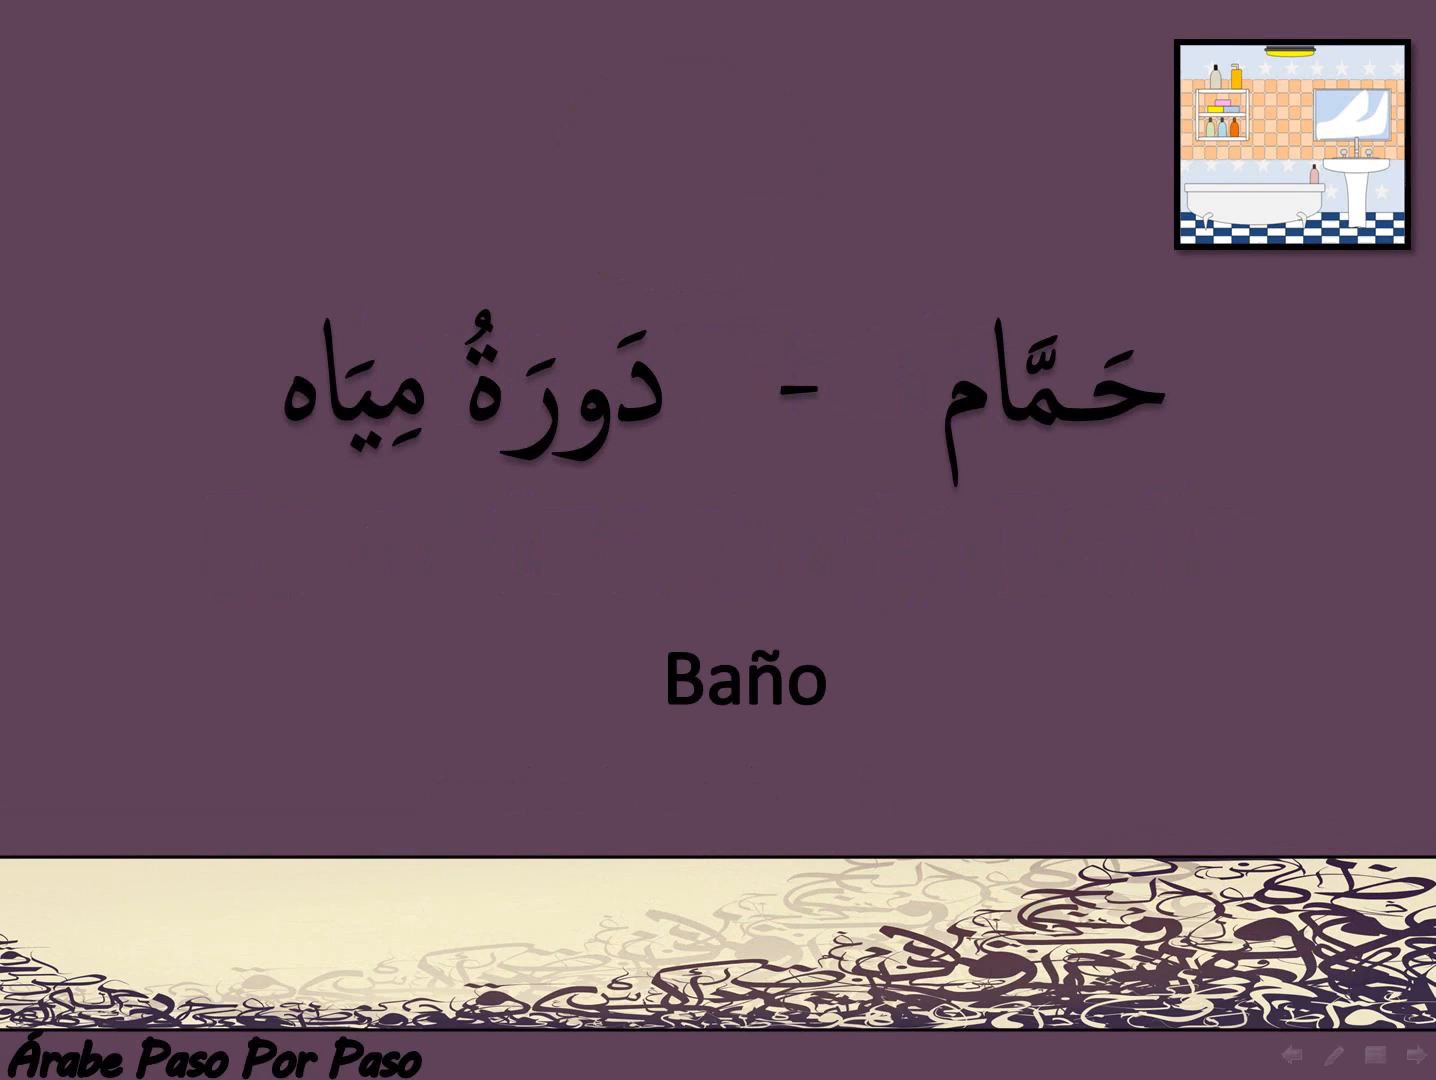 حَمَّام - دَورَةُ مِيَاه
Baño
Árabe Paso Por Paso